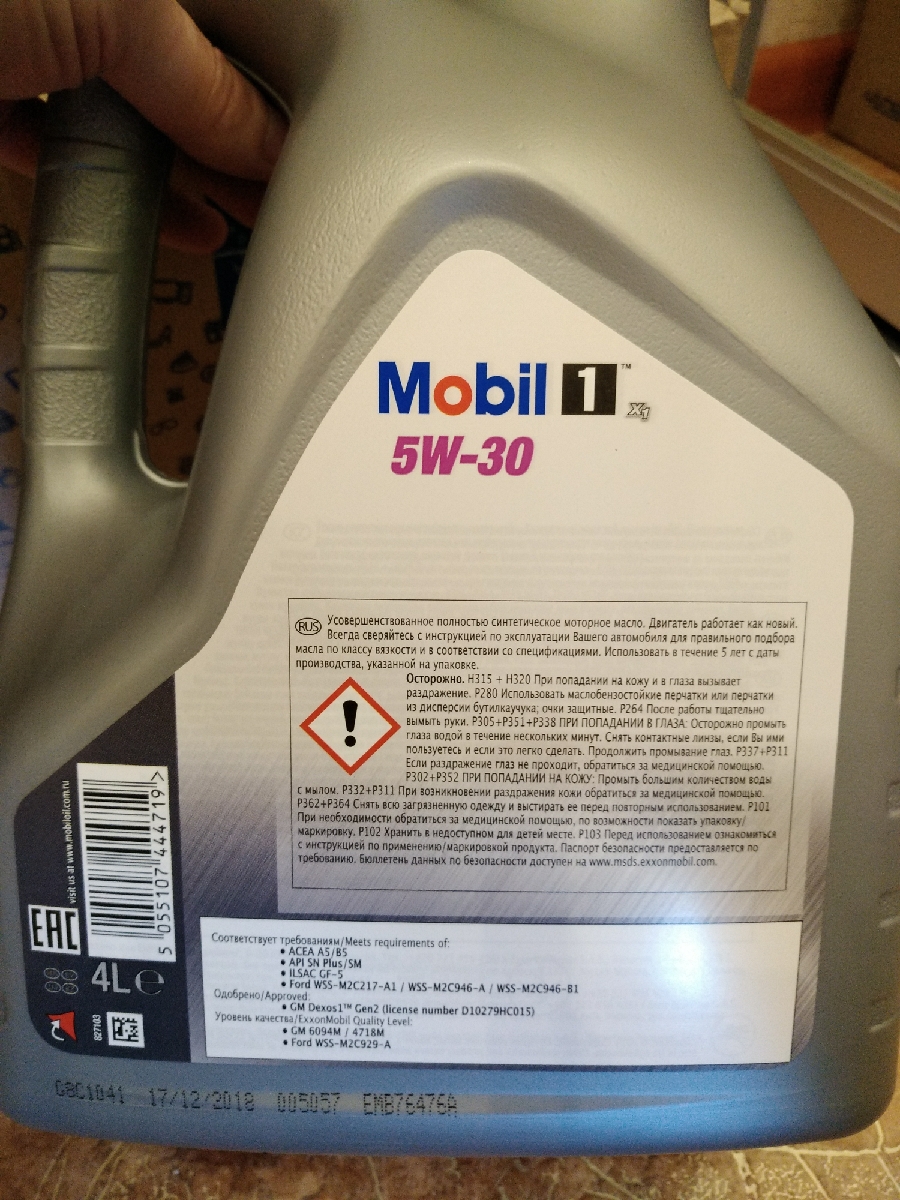 Mobil 1™ x1
5W-30
RUS Усовершенствованное полностью синтетическое моторное масло. Двигатель работает как новый.
Всегда сверяйтесь с инструкцией по эксплуатации Вашего автомобиля для правильного подбора
масла по классу вязкости и в соответствии со спецификациями. Использовать в течение 5 лет с даты
производства, указанной на упаковке.
Осторожно. H315 + H320 При попадании на кожу и в глаза вызывает
раздражение. P280 Использовать маслобензостойкие перчатки или перчатки
из дисперсии бутилкаучука; очки защитные. P264 После работы тщательно
вымыть руки. P305+P351+P338 ПРИ ПОПАДАНИИ В ГЛАЗА: Осторожно промыть
глаза водой в течение нескольких минут. Снять контактные линзы, если Вы ими
пользуетесь и если это легко сделать. Продолжить промывание глаз. P337+P311
Если раздражение глаз не проходит, обратиться за медицинской помощью.
P302+P352 ПРИ ПОПАДАНИИ НА КОЖУ: Промыть большим количеством воды
с мылом. P332+P311 При возникновении раздражения кожи обратиться за медицинской помощью.
P362+P364 Снять всю загрязненную одежду и выстирать ее перед повторным использованием. P101
При необходимости обратиться за медицинской помощью, по возможности показать упаковку/
маркировку. P102 Хранить в недоступном для детей месте. P103 Перед использованием ознакомиться
с инструкцией по применению/маркировкой продукта. Паспорт безопасности предоставляется по
требованию. Бюллетень данных по безопасности доступен на www.msds.exxonmobil.com.
visit us at www.mobiloil.com.ru
5 055107 444719 >
EAC
4L e
827103
Соответствует требованиям/Meets requirements of:
• ACEA A5/B5
• API SN Plus/SM
• ILSAC GF-5
• Ford WSS-M2C217-A1 / WSS-M2C946-A / WSS-M2C946-B1
Одобрено/Approved:
• GM Dexos1™ Gen2 (license number D10279HC015)
Уровень качества/ExxonMobil Quality Level:
• GM 6094M / 4718M
• Ford WSS-M2C929-A
G8C1041 17/12/2018 005057 EMB76476A